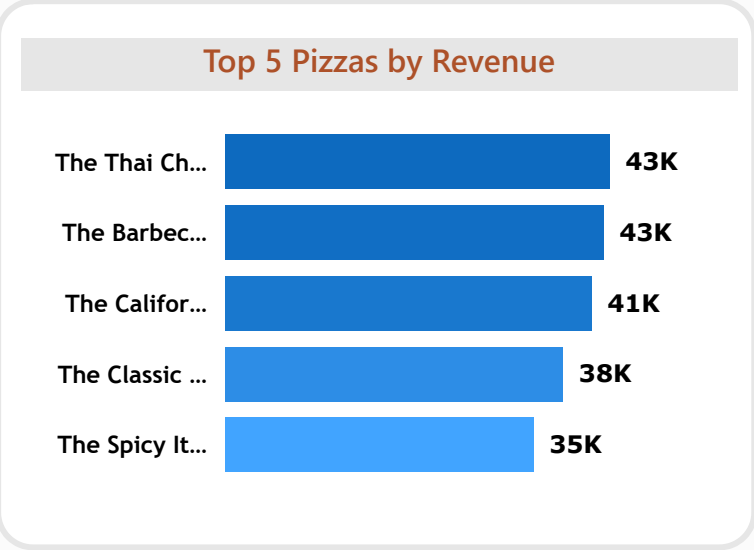 Top 5 Pizzas by Revenue
The Thai Ch... 43K
The Barbec... 43K
The Califor... 41K
The Classic ... 38K
The Spicy It... 35K